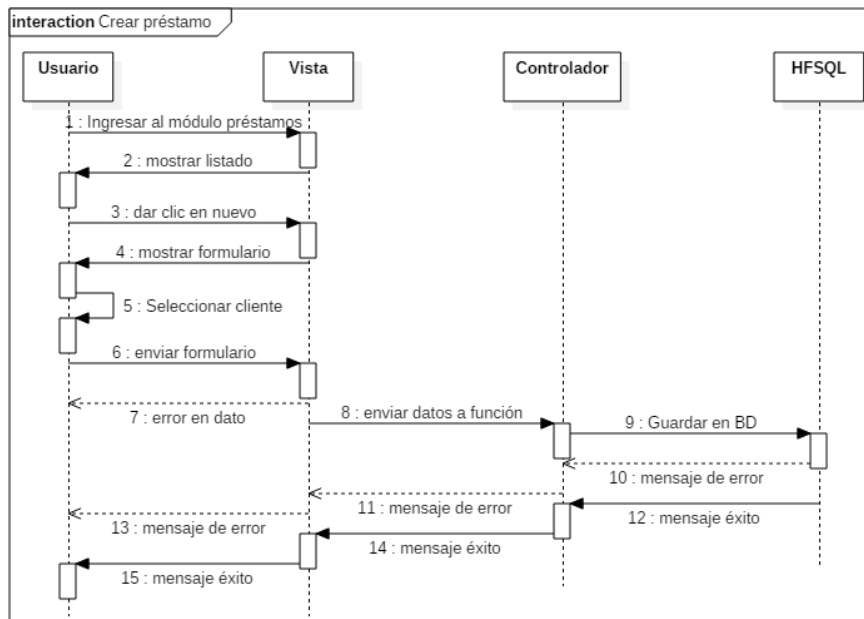 interaction Crear préstamo
Usuario
Vista
Controlador
HFSQL
1 : Ingresar al módulo préstamos
2 : mostrar listado
3 : dar clic en nuevo
4 : mostrar formulario
5 : Seleccionar cliente
6 : enviar formulario
7 : error en dato
8 : enviar datos a función
9 : Guardar en BD
10 : mensaje de error
11 : mensaje de error
12 : mensaje éxito
13 : mensaje de error
14 : mensaje éxito
15 : mensaje éxito